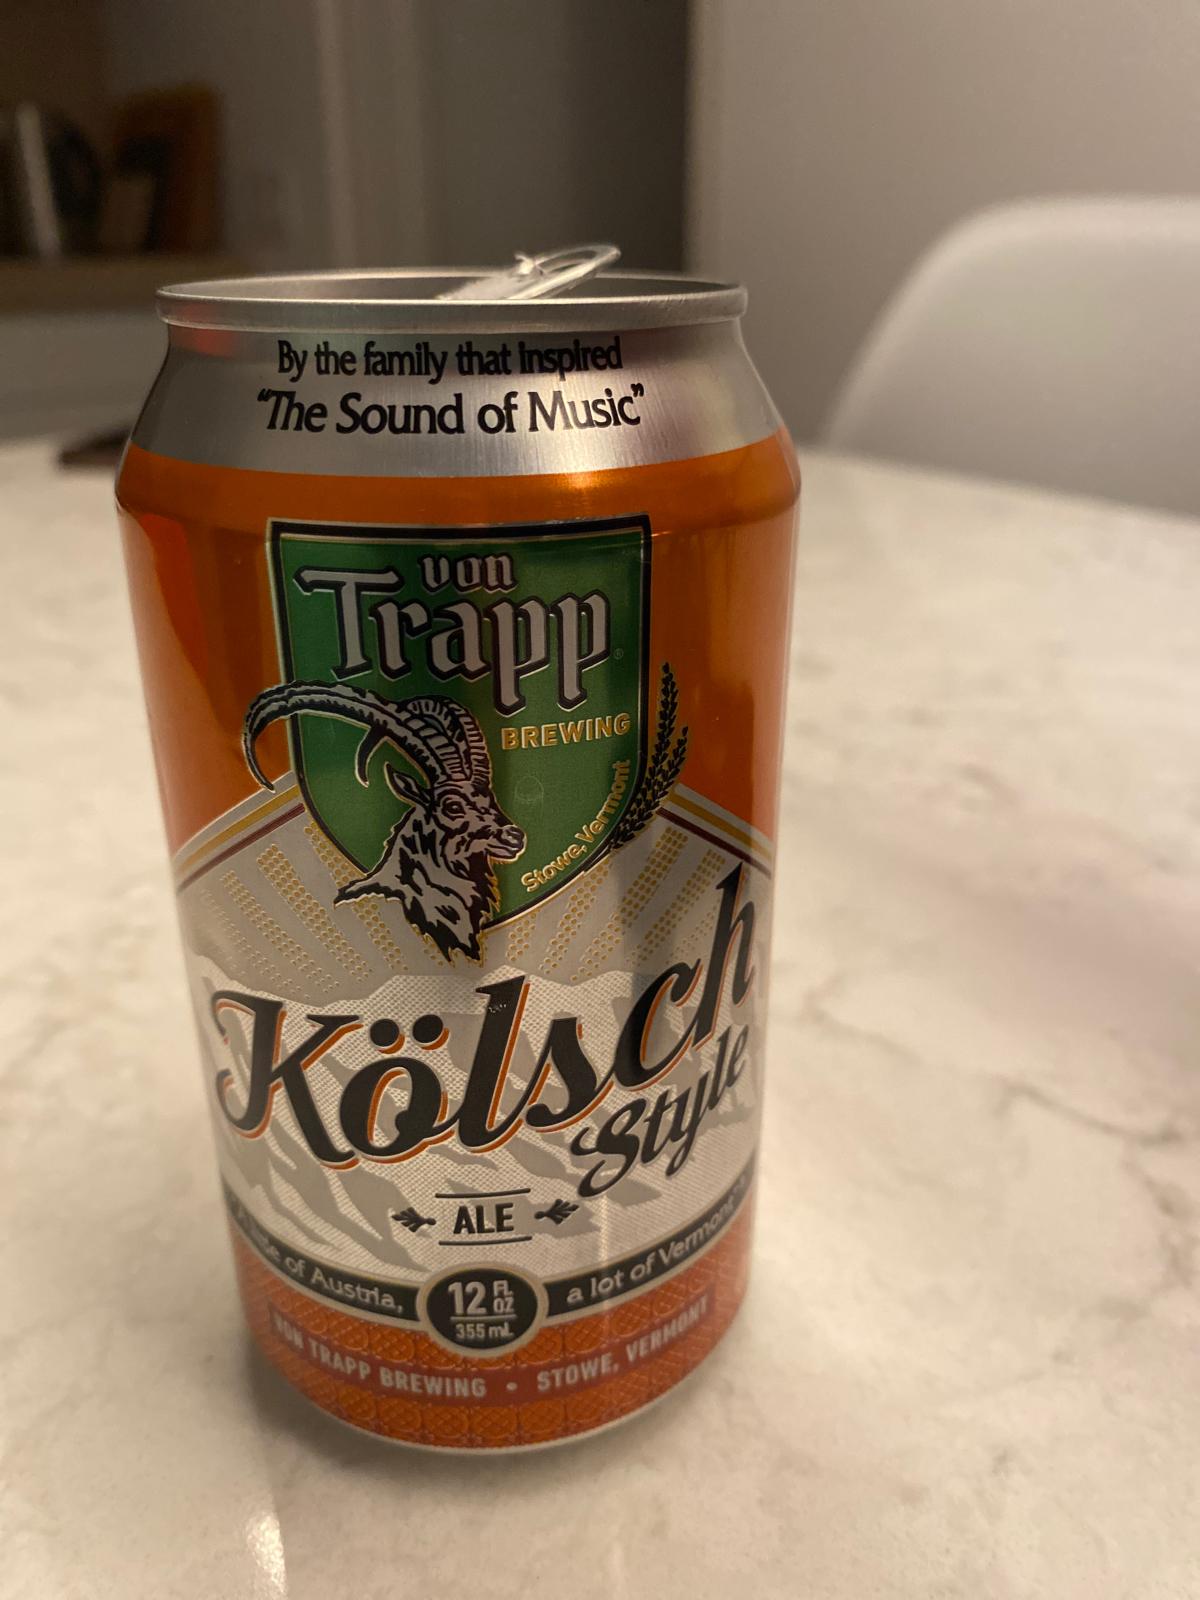 By the family that inspired
"The Sound of Music"
von
Trapp®
BREWING
Stowe, Vermont
Kölsch
Style
ALE
of Austria,
a lot of Vermont
12 FL OZ
355 mL
VON TRAPP BREWING • STOWE, VERMONT